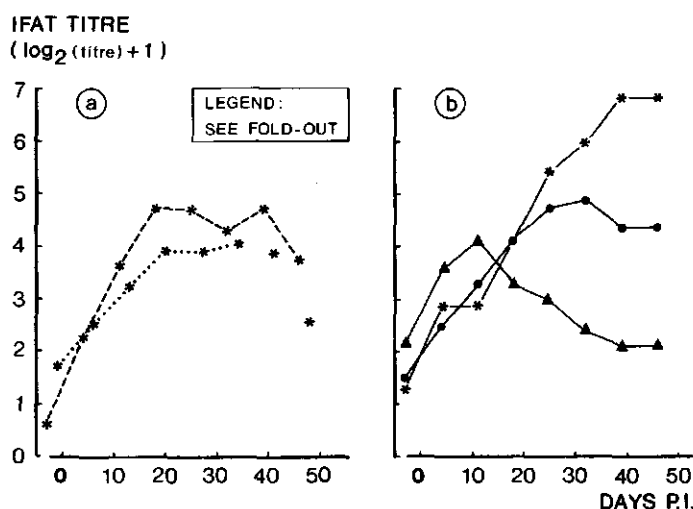 IFAT TITRE
(log2 (titre) + 1)
a
LEGEND:
SEE FOLD-OUT
b
7
6
5
4
3
2
1
0
0 10 20 30 40 50
0 10 20 30 40 50
DAYS P.I.